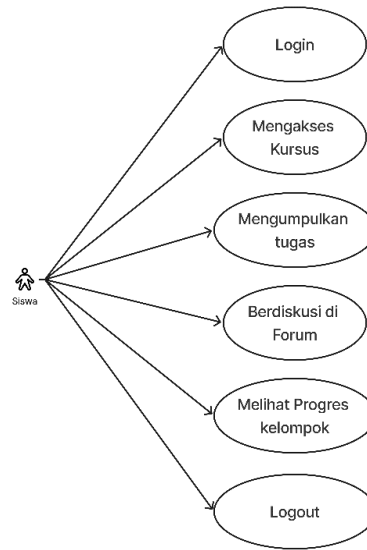 Login
Mengakses
Kursus
Mengumpulkan
tugas
Siswa
Berdiskusi di
Forum
Melihat Progres
kelompok
Logout